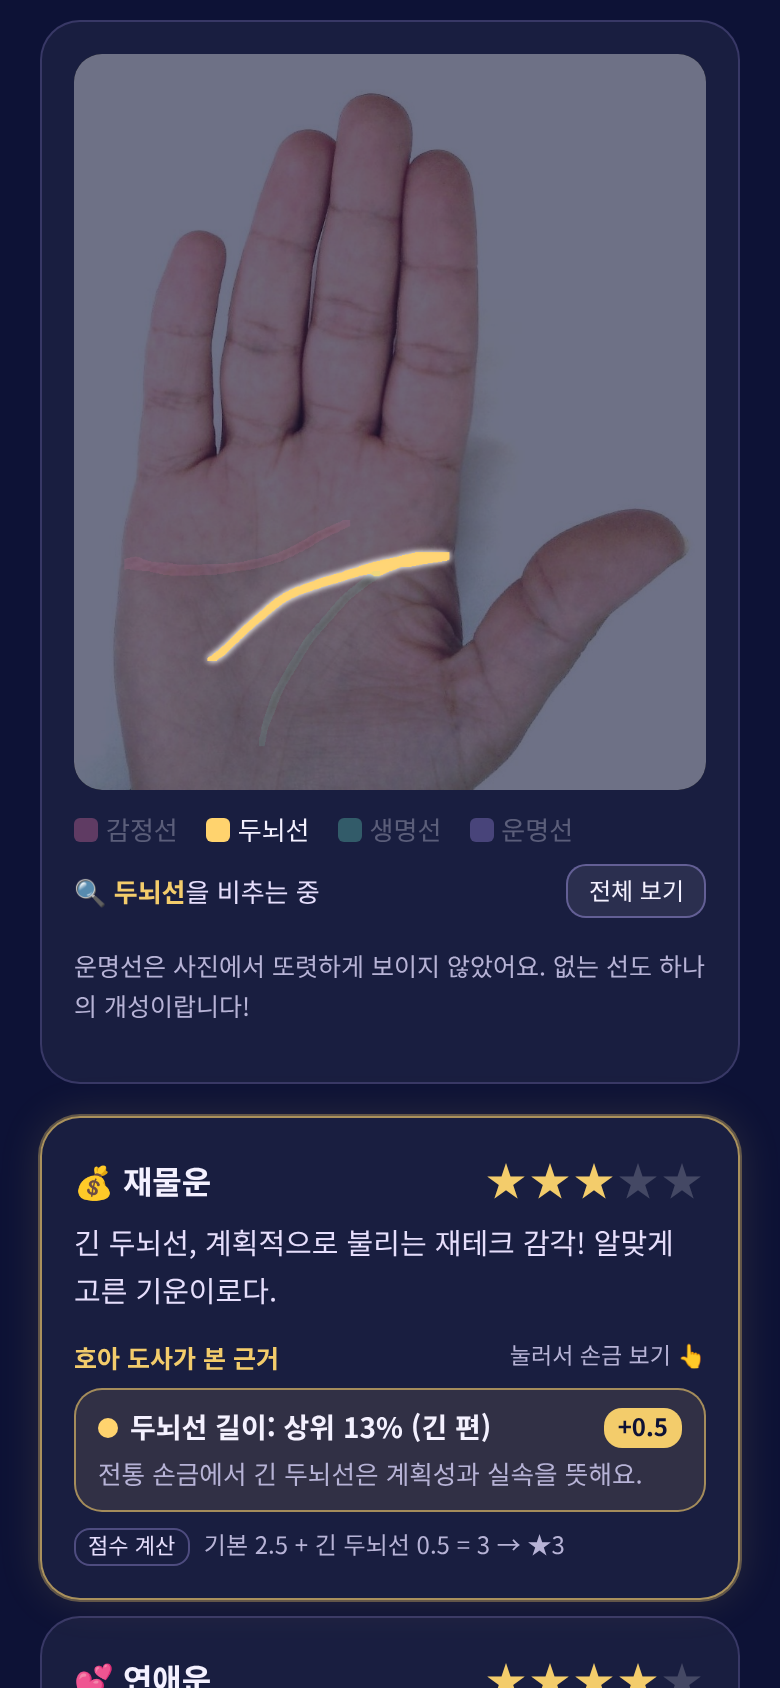 감정선 두뇌선 생명선 운명선
🔍 두뇌선을 비추는 중
전체 보기
운명선은 사진에서 또렷하게 보이지 않았어요. 없는 선도 하나
의 개성이랍니다!
💰 재물운 ★★★★★
긴 두뇌선, 계획적으로 불리는 재테크 감각! 알맞게
고른 기운이로다.
호아 도사가 본 근거
눌러서 손금 보기 👆
두뇌선 길이: 상위 13% (긴 편) +0.5
전통 손금에서 긴 두뇌선은 계획성과 실속을 뜻해요.
점수 계산 기본 2.5 + 긴 두뇌선 0.5 = 3 → ★3
💕 연애운 ★★★★★